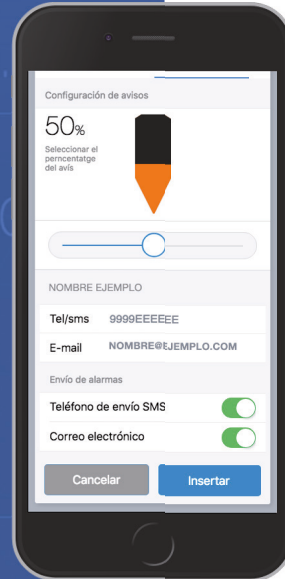 Configuración de avisos
50%
Seleccionar el
perncentatge
del avís
NOMBRE EJEMPLO
Tel/sms 9999EEEEEE
E-mail NOMBRE@EJEMPLO.COM
Envío de alarmas
Teléfono de envío SMS
Correo electrónico
Cancelar Insertar